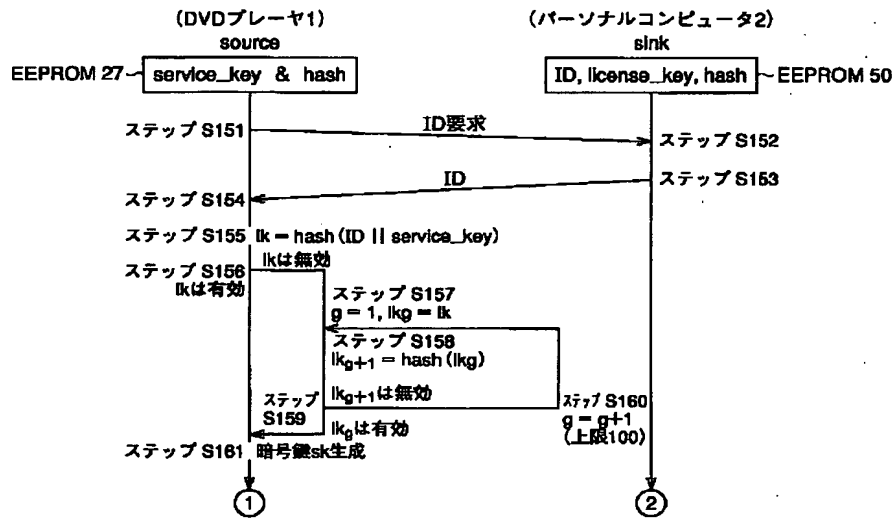 (DVDプレーヤ1)
source
(パーソナルコンピュータ2)
sink
EEPROM 27
service_key & hash
ID, license_key, hash
EEPROM 50
ステップ S151
ID要求
ステップ S152
ID
ステップ S153
ステップ S154
ステップ S155 lk = hash (ID || service_key)
ステップ S156
lkは無効
lkは有効
ステップ S157
g = 1, lkg = lk
ステップ S158
lkg+1 = hash (lkg)
lkg+1は無効
ステップ S159
ステップ S160
g = g+1
(上限100)
lkgは有効
ステップ S161 暗号鍵sk生成
1
2